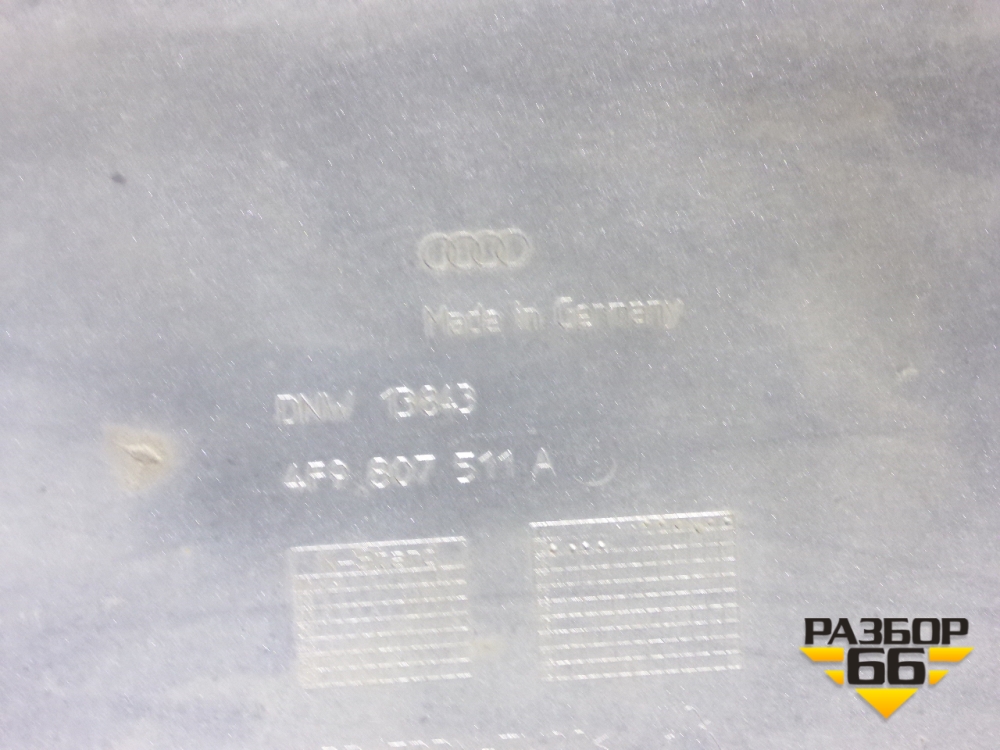 Made in Germany
DNW 13643
4F9 807 511 A
РАЗБОР
66